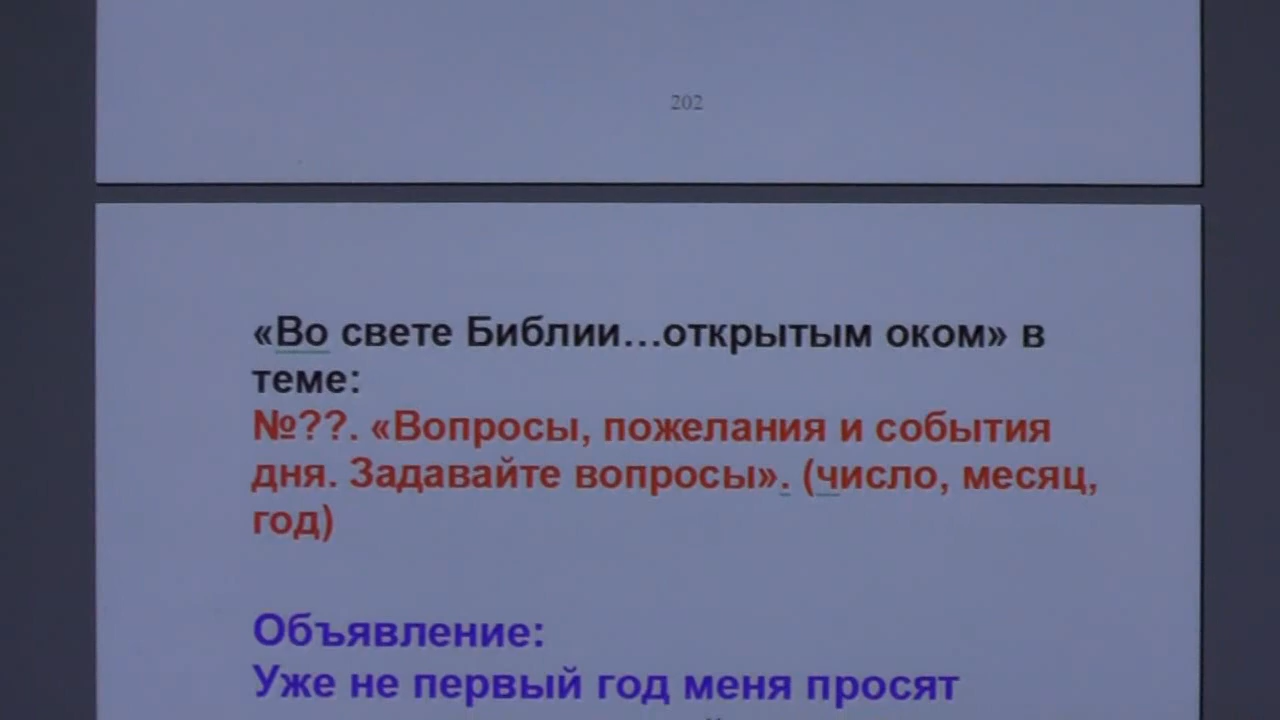 202
«Во свете Библии...открытым оком» в
теме:
№??. «Вопросы, пожелания и события
дня. Задавайте вопросы». (число, месяц,
год)
Объявление:
Уже не первый год меня просят